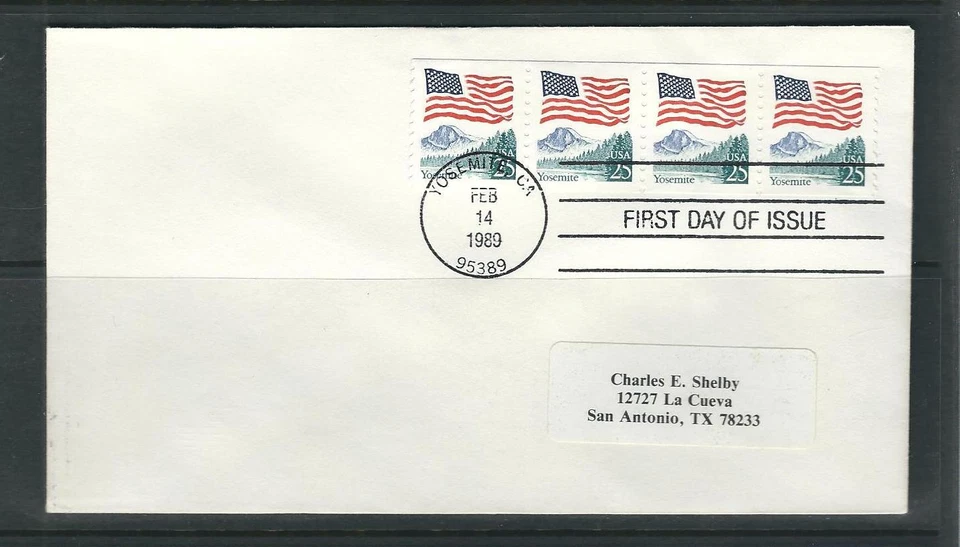 USA
Yosemite 25
USA
Yosemite 25
USA
Yosemite 25
USA
Yosemite 25
YOSEMITE, CA
FEB
14
1989
95389
FIRST DAY OF ISSUE
Charles E. Shelby
12727 La Cueva
San Antonio, TX 78233